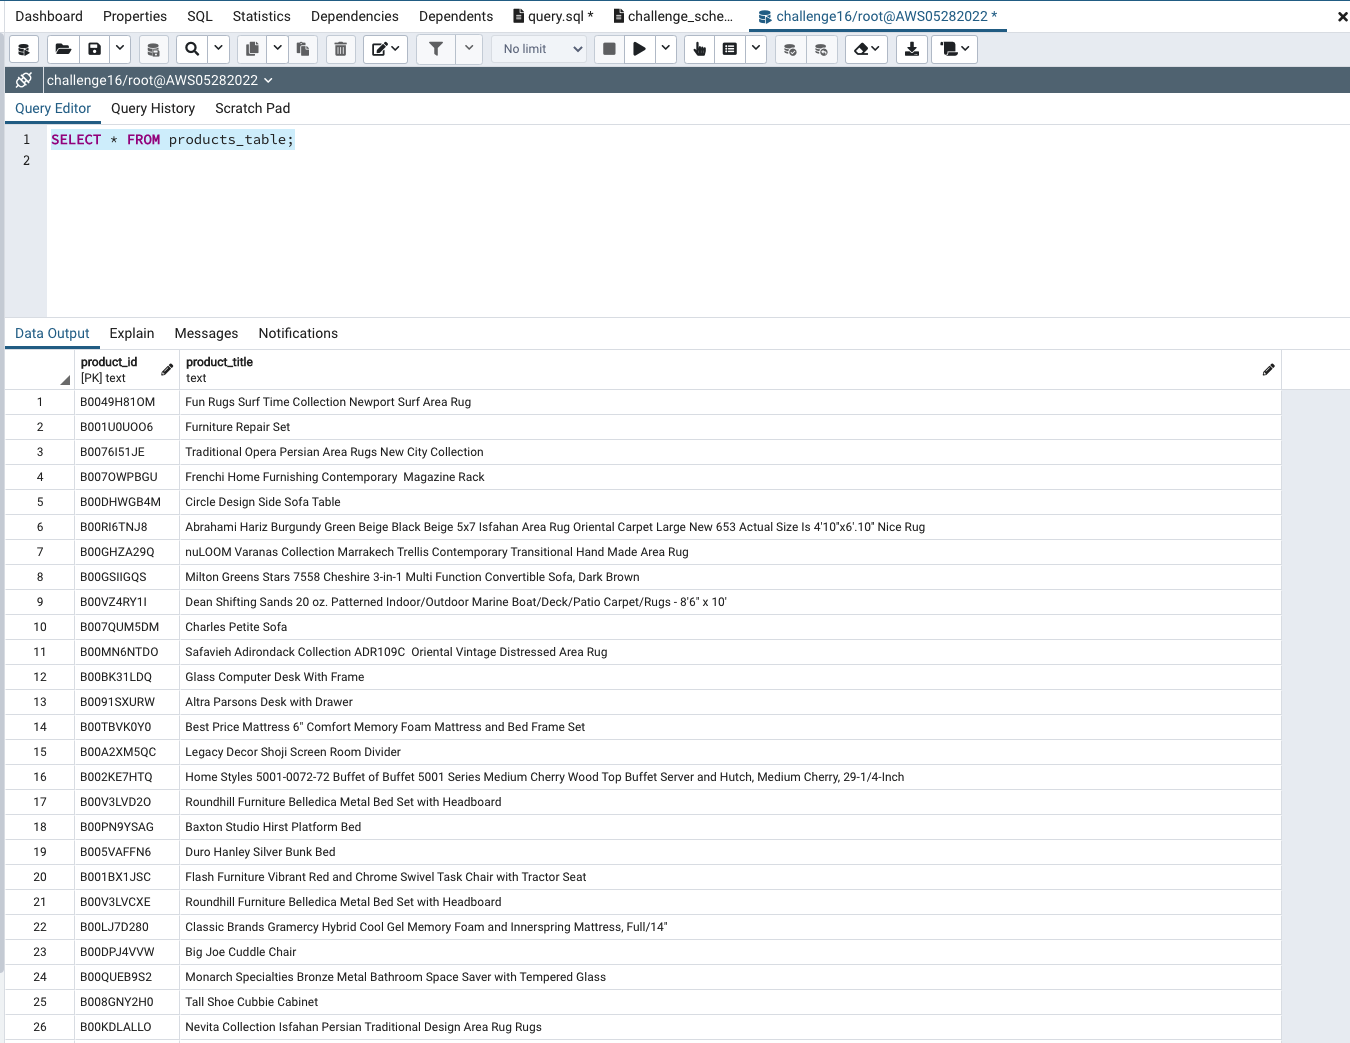 Dashboard Properties SQL Statistics Dependencies Dependents query.sql * challenge_sche... challenge16/root@AWS05282022 *
No limit
challenge16/root@AWS05282022
Query Editor Query History Scratch Pad
1 SELECT * FROM products_table;
2
Data Output Explain Messages Notifications
product_id product_title
[PK] text text
1 B0049H81OM Fun Rugs Surf Time Collection Newport Surf Area Rug
2 B001U0UOO6 Furniture Repair Set
3 B0076I51JE Traditional Opera Persian Area Rugs New City Collection
4 B007OWPBGU Frenchi Home Furnishing Contemporary  Magazine Rack
5 B00DHWGB4M Circle Design Side Sofa Table
6 B00RI6TNJ8 Abrahami Hariz Burgundy Green Beige Black Beige 5x7 Isfahan Area Rug Oriental Carpet Large New 653 Actual Size Is 4'10"x6'.10" Nice Rug
7 B00GHZA29Q nuLOOM Varanas Collection Marrakech Trellis Contemporary Transitional Hand Made Area Rug
8 B00GSIIGQS Milton Greens Stars 7558 Cheshire 3-in-1 Multi Function Convertible Sofa, Dark Brown
9 B00VZ4RY1I Dean Shifting Sands 20 oz. Patterned Indoor/Outdoor Marine Boat/Deck/Patio Carpet/Rugs - 8'6" x 10'
10 B007QUM5DM Charles Petite Sofa
11 B00MN6NTDO Safavieh Adirondack Collection ADR109C  Oriental Vintage Distressed Area Rug
12 B00BK31LDQ Glass Computer Desk With Frame
13 B0091SXURW Altra Parsons Desk with Drawer
14 B00TBVK0Y0 Best Price Mattress 6" Comfort Memory Foam Mattress and Bed Frame Set
15 B00A2XM5QC Legacy Decor Shoji Screen Room Divider
16 B002KE7HTQ Home Styles 5001-0072-72 Buffet of Buffet 5001 Series Medium Cherry Wood Top Buffet Server and Hutch, Medium Cherry, 29-1/4-Inch
17 B00V3LVD2O Roundhill Furniture Belledica Metal Bed Set with Headboard
18 B00PN9YSAG Baxton Studio Hirst Platform Bed
19 B005VAFFN6 Duro Hanley Silver Bunk Bed
20 B001BX1JSC Flash Furniture Vibrant Red and Chrome Swivel Task Chair with Tractor Seat
21 B00V3LVCXE Roundhill Furniture Belledica Metal Bed Set with Headboard
22 B00LJ7D280 Classic Brands Gramercy Hybrid Cool Gel Memory Foam and Innerspring Mattress, Full/14"
23 B00DPJ4VVW Big Joe Cuddle Chair
24 B00QUEB9S2 Monarch Specialties Bronze Metal Bathroom Space Saver with Tempered Glass
25 B008GNY2H0 Tall Shoe Cubbie Cabinet
26 B00KDLALLO Nevita Collection Isfahan Persian Traditional Design Area Rug Rugs